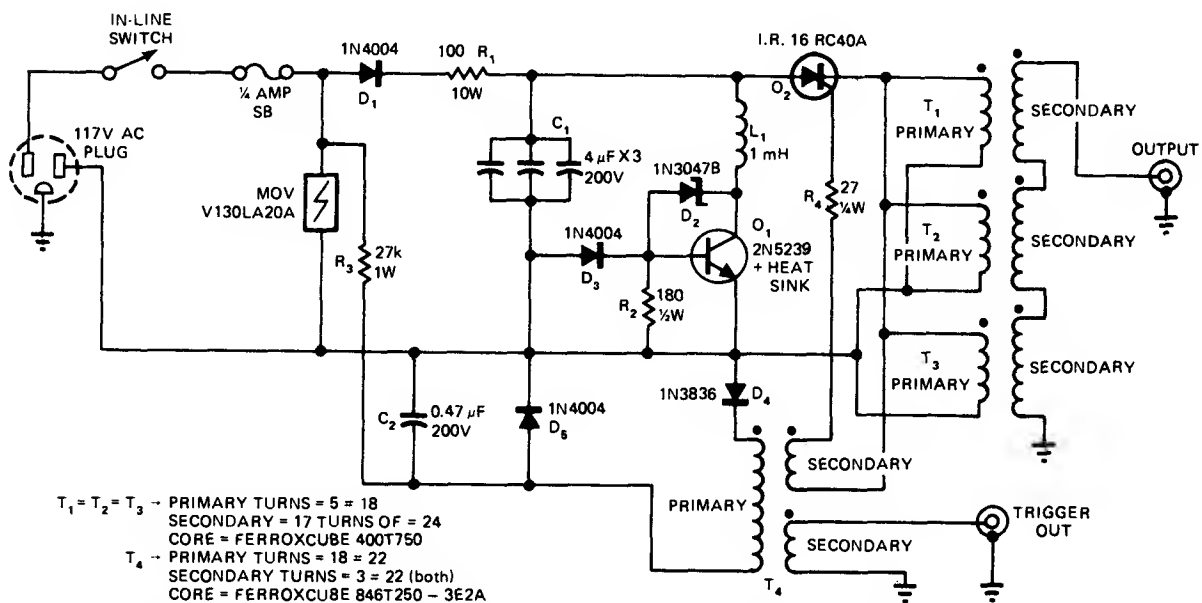 IN-LINE
SWITCH
¼ AMP
SB
117V AC
PLUG
1N4004
D1
100 R1
10W
MOV
V130LA20A
R3
27k
1W
C1
4 μF X 3
200V
1N4004
D3
R2
180
½W
1N3047B
D2
L1
1 mH
O1
2N5239
+ HEAT
SINK
I.R. 16 RC40A
O2
R4
27
¼W
T1
PRIMARY
SECONDARY
T2
PRIMARY
SECONDARY
T3
PRIMARY
SECONDARY
OUTPUT
C2
0.47 μF
200V
1N4004
D5
1N3836
D4
PRIMARY
SECONDARY
SECONDARY
T4
TRIGGER
OUT
T1 = T2 = T3 → PRIMARY TURNS = 5 = 18
SECONDARY = 17 TURNS OF = 24
CORE = FERROXCUBE 400T750
T4 → PRIMARY TURNS = 18 = 22
SECONDARY TURNS = 3 = 22 (both)
CORE = FERROXCU8E 846T250 – 3E2A